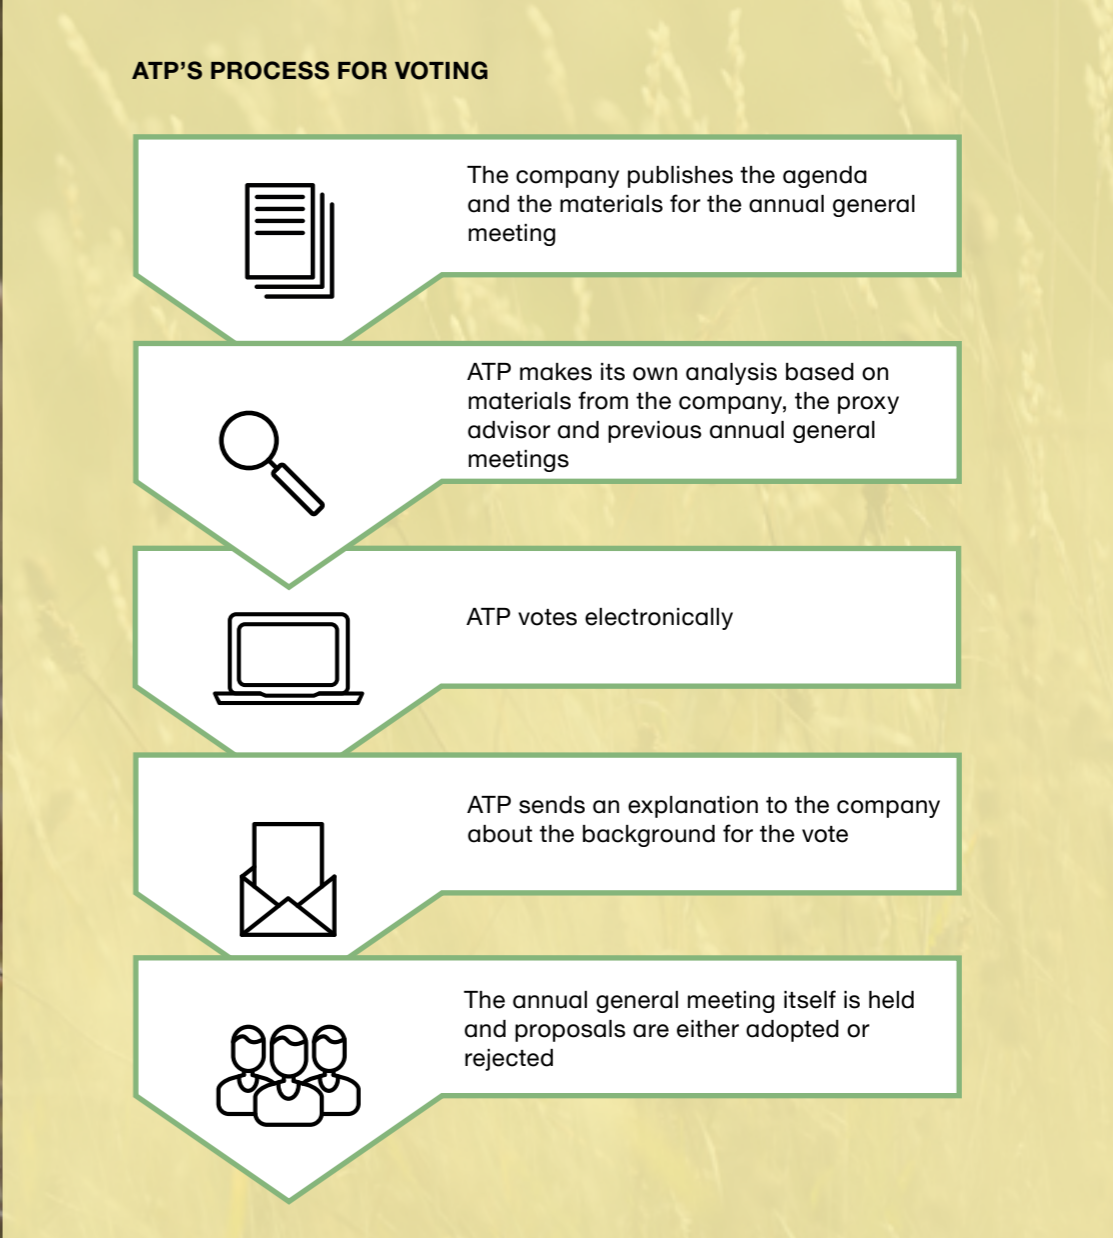 ATP'S PROCESS FOR VOTING
The company publishes the agenda
and the materials for the annual general
meeting
ATP makes its own analysis based on
materials from the company, the proxy
advisor and previous annual general
meetings
ATP votes electronically
ATP sends an explanation to the company
about the background for the vote
The annual general meeting itself is held
and proposals are either adopted or
rejected